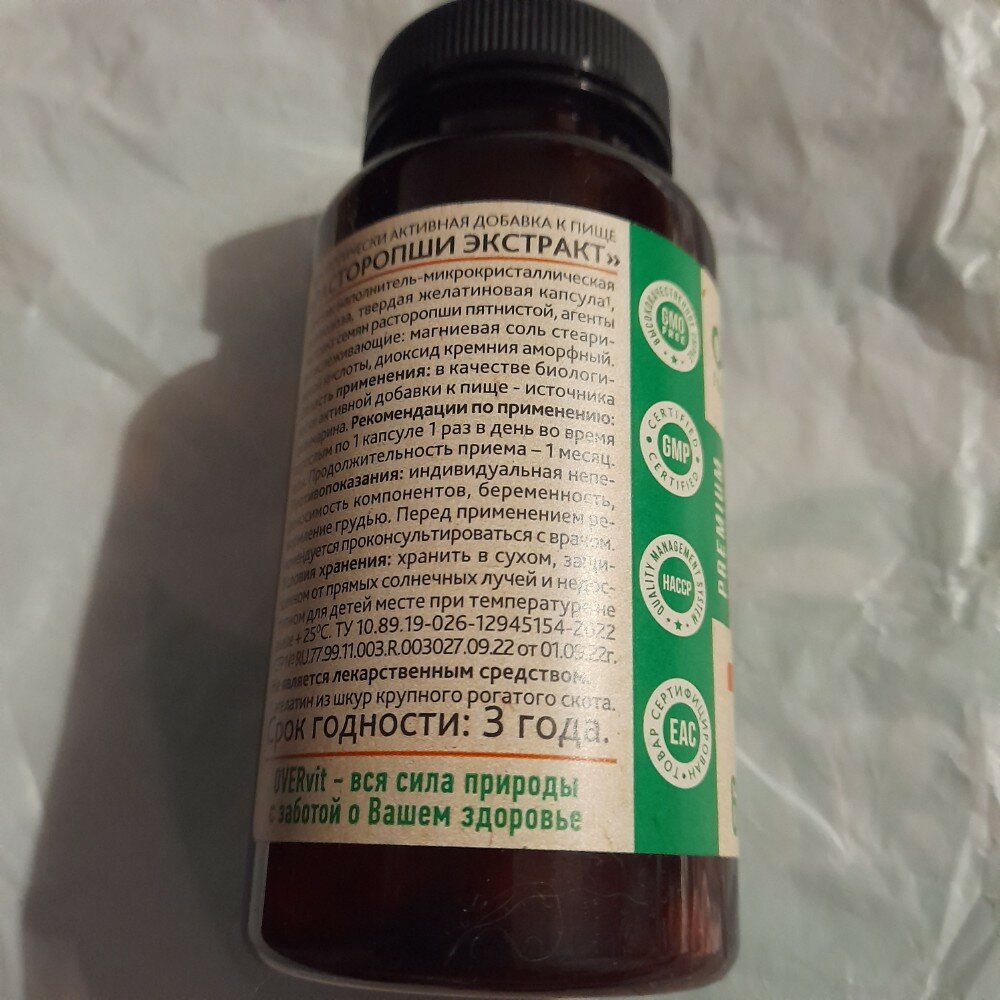 АКТИВНАЯ ДОБАВКА К ПИЩЕ
ЭКСТРАКТ»
наполнитель-микрокристаллическая
твердая желатиновая капсула¹,
семян расторопши пятнистой, агенты
магниевая соль стеари-
кислоты, диоксид кремния аморфный.
применения: в качестве биологи-
активной добавки к пище - источника
Рекомендации по применению:
по 1 капсуле 1 раз в день во время
Продолжительность приема – 1 месяц.
индивидуальная непе-
компонентов, беременность,
грудью. Перед применением ре-
проконсультироваться с врачом.
хранения: хранить в сухом, защи-
от прямых солнечных лучей и недос-
для детей месте при температуре не
+25°С. ТУ 10.89.19-026-12945154-2022
RU.77.99.11.003.R.003027.09.22 от 01.09.22г.
является лекарственным средством.
из шкур крупного рогатого скота.
Срок годности: 3 года.
OVERvit - вся сила природы
с заботой о Вашем здоровье
ВЫСОКОКАЧЕСТВЕННОЕ
GMO
FREE
CERTIFIED
GMP
CERTIFIED
QUALITY MANAGEMENT SYSTEM
HACCP
ТОВАР СЕРТИФИЦИРОВАН
EAC
PREMIUM